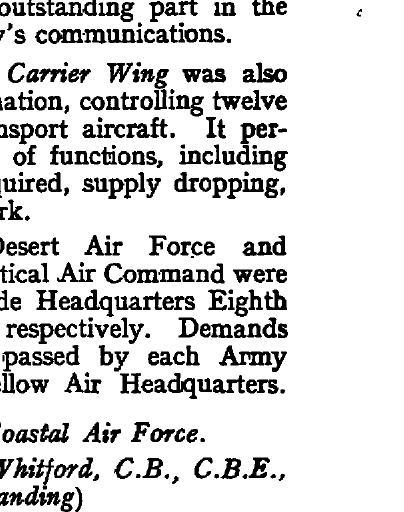 outstanding part in the
y's communications.
Carrier Wing was also
nation, controlling twelve
nsport aircraft. It per-
of functions, including
quired, supply dropping,
rk.
Desert Air Force and
tical Air Command were
de Headquarters Eighth
respectively. Demands
passed by each Army
ellow Air Headquarters.
Coastal Air Force.
Whitford, C.B., C.B.E.,
anding)